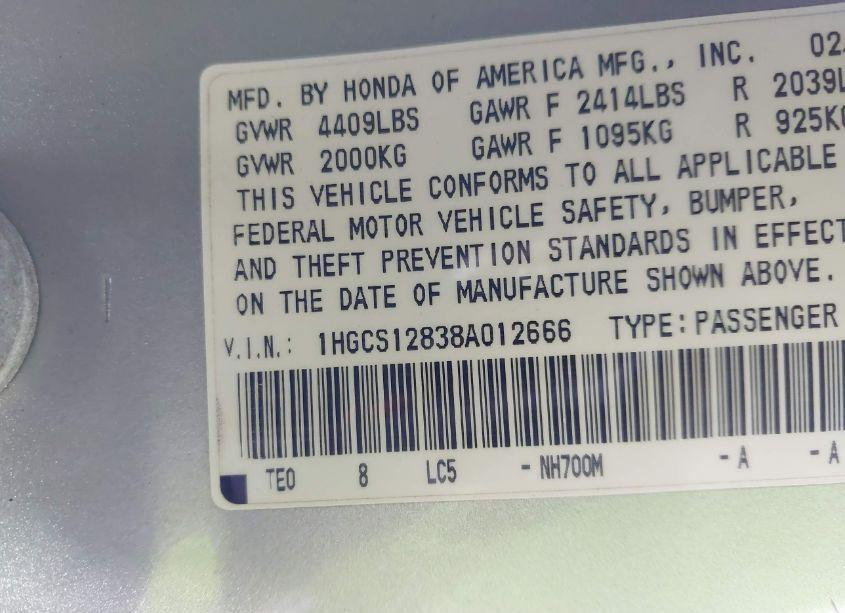 MFD. BY HONDA OF AMERICA MFG., INC. 02
GVWR 4409LBS GAWR F 2414LBS R 2039L
GVWR 2000KG GAWR F 1095KG R 925KG
THIS VEHICLE CONFORMS TO ALL APPLICABLE
FEDERAL MOTOR VEHICLE SAFETY, BUMPER,
AND THEFT PREVENTION STANDARDS IN EFFECT
ON THE DATE OF MANUFACTURE SHOWN ABOVE.
V.I.N.: 1HGCS12838A012666 TYPE:PASSENGER
TE0 8 LC5 -NH700M -A -A